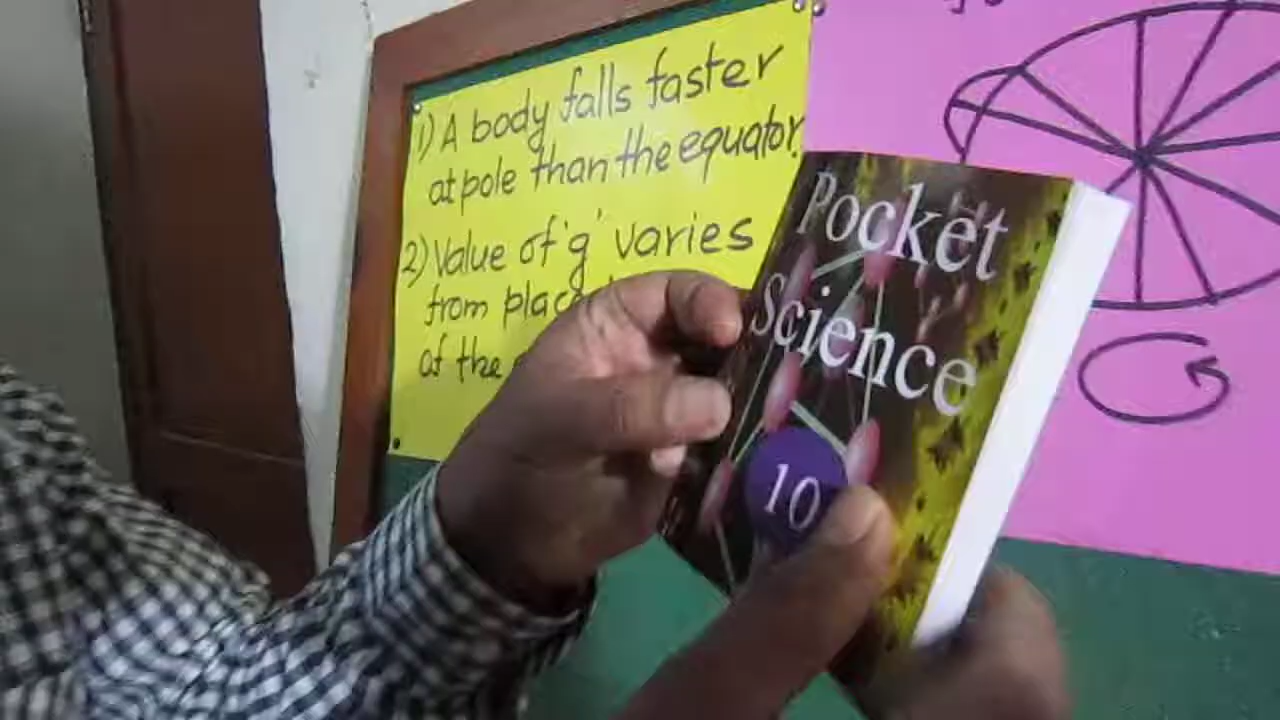 1) A body falls faster
at pole than the equator.
2) Value of 'g' varies
from place
of the
Pocket
Science
10